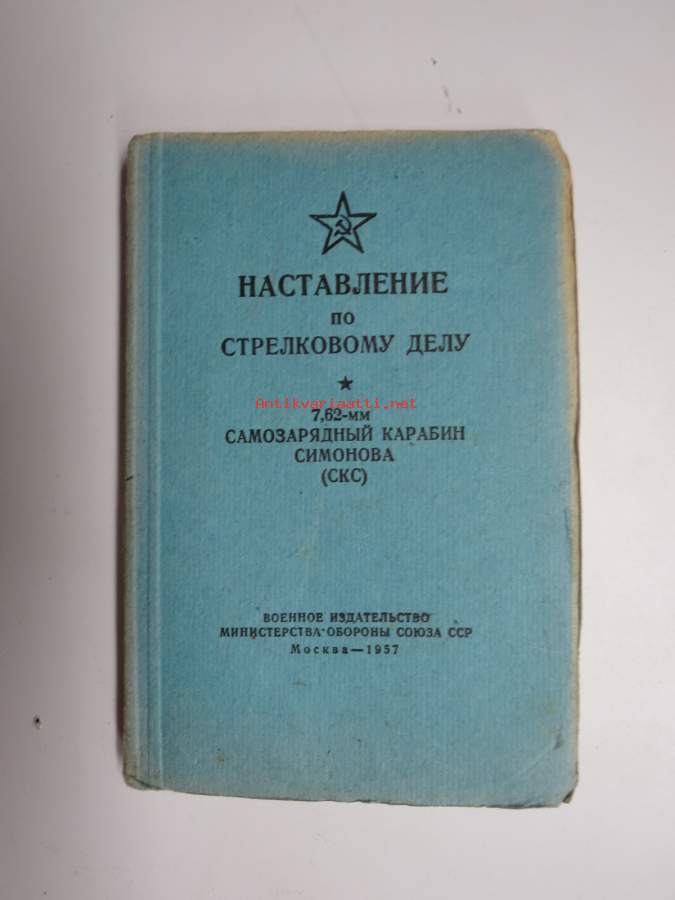 НАСТАВЛЕНИЕ
ПО
СТРЕЛКОВОМУ ДЕЛУ
Antikvariaatti.net
7,62-мм
САМОЗАРЯДНЫЙ КАРАБИН
СИМОНОВА
(СКС)
ВОЕННОЕ ИЗДАТЕЛЬСТВО
МИНИСТЕРСТВА ОБОРОНЫ СОЮЗА ССР
Москва — 1957